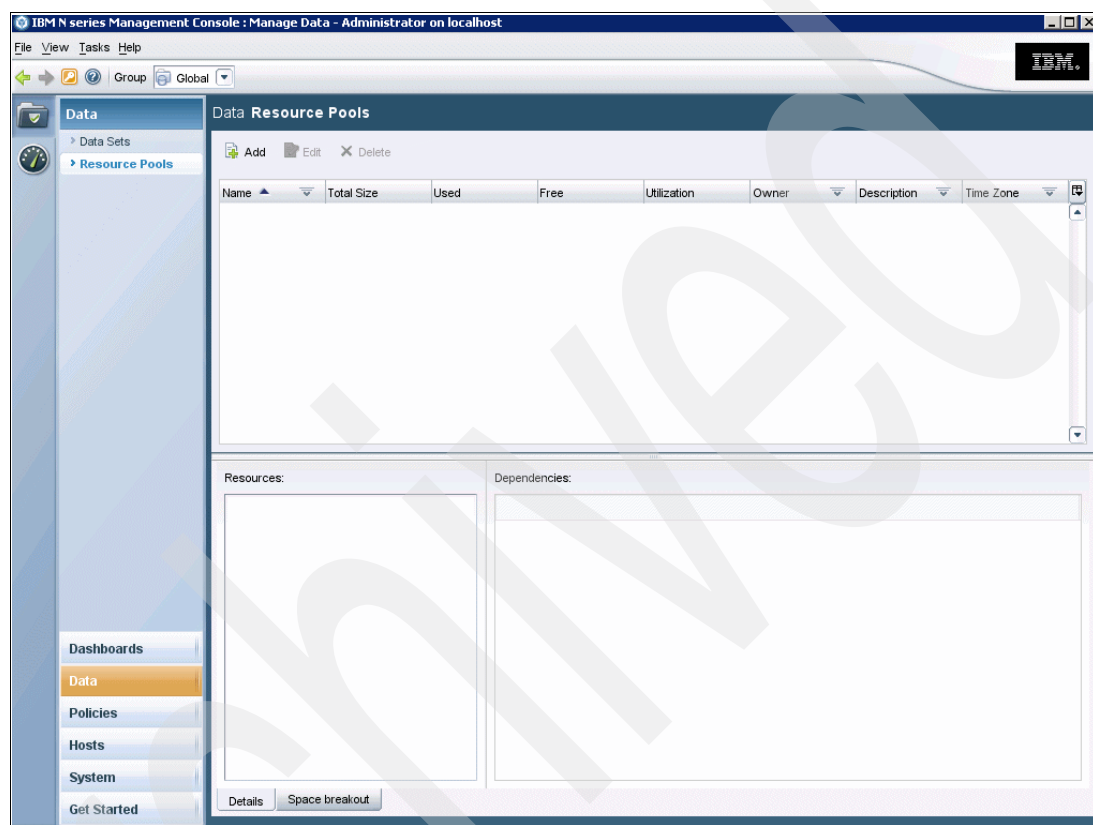 IBM N series Management Console : Manage Data - Administrator on localhost
File View Tasks Help
Group Global
IBM.
Data
Data Sets
Resource Pools
Data Resource Pools
Add Edit Delete
Name Total Size Used Free Utilization Owner Description Time Zone
Resources:
Dependencies:
Dashboards
Data
Policies
Hosts
System
Get Started
Details Space breakout